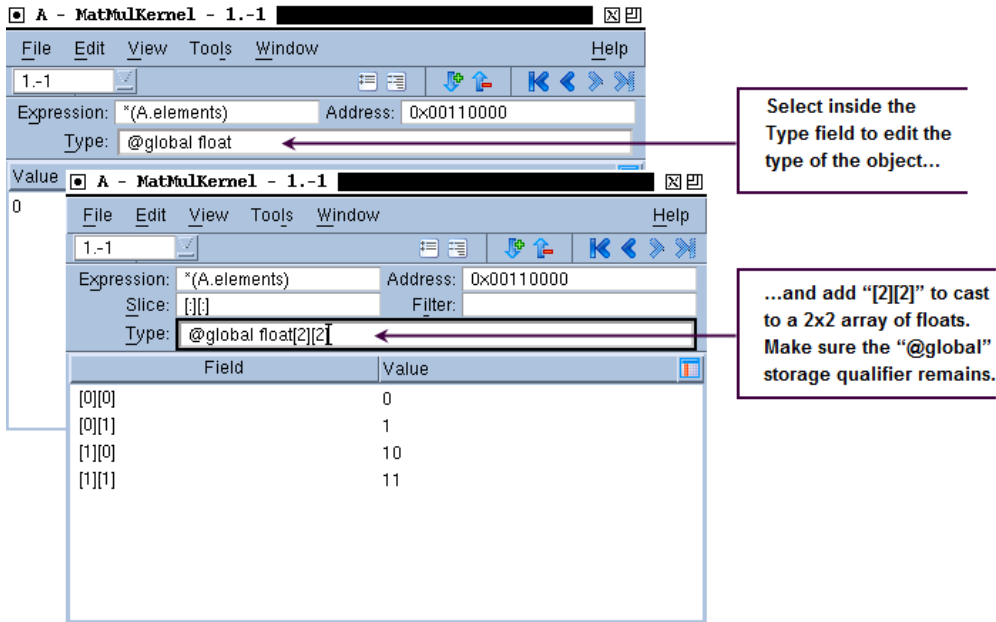 A - MatMulKernel - 1.-1
File Edit View Tools Window Help
1.-1
Expression: *(A.elements) Address: 0x00110000
Type: @global float
Value
0
A - MatMulKernel - 1.-1
File Edit View Tools Window Help
1.-1
Expression: *(A.elements) Address: 0x00110000
Slice: [:][:] Filter:
Type: @global float[2][2]
Field Value
[0][0] 0
[0][1] 1
[1][0] 10
[1][1] 11
Select inside the
Type field to edit the
type of the object...
...and add “[2][2]” to cast
to a 2x2 array of floats.
Make sure the “@global”
storage qualifier remains.